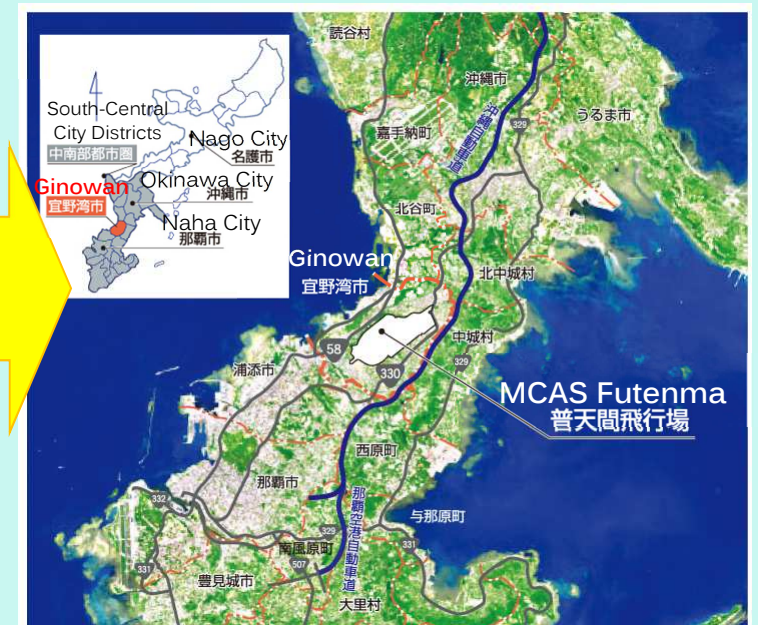 South-Central
City Districts
中南部都市圏
Nago City
名護市
Ginowan
宜野湾市
Okinawa City
沖縄市
Naha City
那覇市
読谷村
沖縄市
沖縄自動車道
329
うるま市
嘉手納町
北谷町
Ginowan
宜野湾市
北中城村
中城村
58
330
329
浦添市
MCAS Futenma
普天間飛行場
西原町
那覇市
332
那覇空港自動車道
与那原町
329
南風原町
331
507
331
豊見城市
大里村